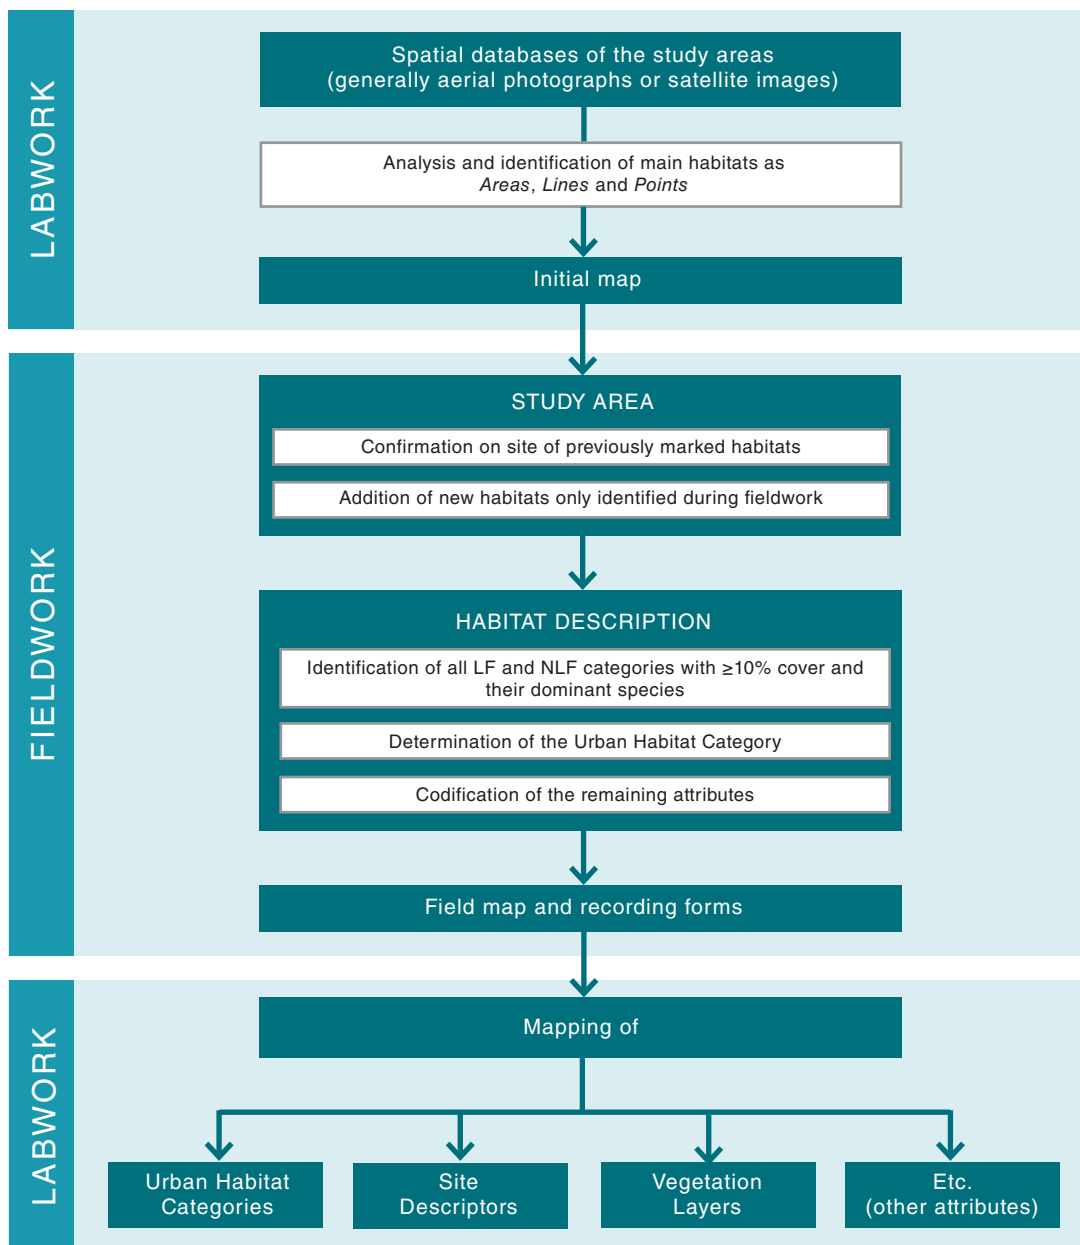 LABWORK
Spatial databases of the study areas
(generally aerial photographs or satellite images)
Analysis and identification of main habitats as
Areas, Lines and Points
Initial map
FIELDWORK
STUDY AREA
Confirmation on site of previously marked habitats
Addition of new habitats only identified during fieldwork
HABITAT DESCRIPTION
Identification of all LF and NLF categories with ≥10% cover and
their dominant species
Determination of the Urban Habitat Category
Codification of the remaining attributes
Field map and recording forms
LABWORK
Mapping of
Urban Habitat
Categories
Site
Descriptors
Vegetation
Layers
Etc.
(other attributes)